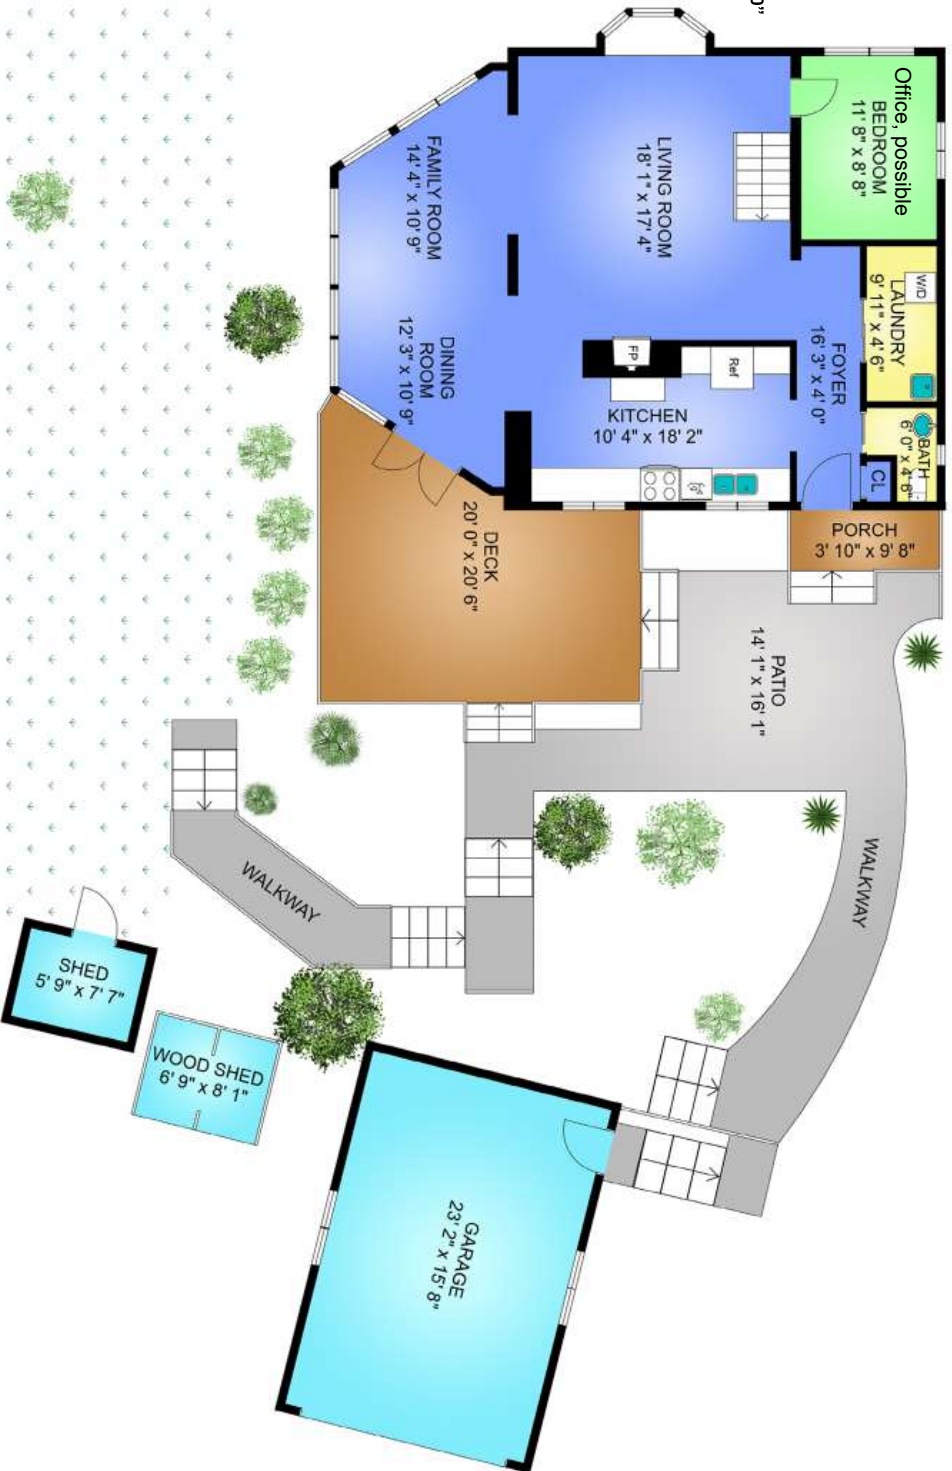 0"
Office, possible
BEDROOM
11' 8" x 8' 8"
LIVING ROOM
18' 1" x 17' 4"
FAMILY ROOM
14' 4" x 10' 9"
DINING
ROOM
12' 3" x 10' 9"
W/D
LAUNDRY
9' 11" x 4' 6"
FOYER
16' 3" x 4' 0"
FP
Ref
KITCHEN
10' 4" x 18' 2"
BATH
6' 0" x 4' 6"
CL
PORCH
3' 10" x 9' 8"
DECK
20' 0" x 20' 6"
PATIO
14' 1" x 16' 1"
WALKWAY
WALKWAY
SHED
5' 9" x 7' 7"
WOOD SHED
6' 9" x 8' 1"
GARAGE
23' 2" x 15' 8"